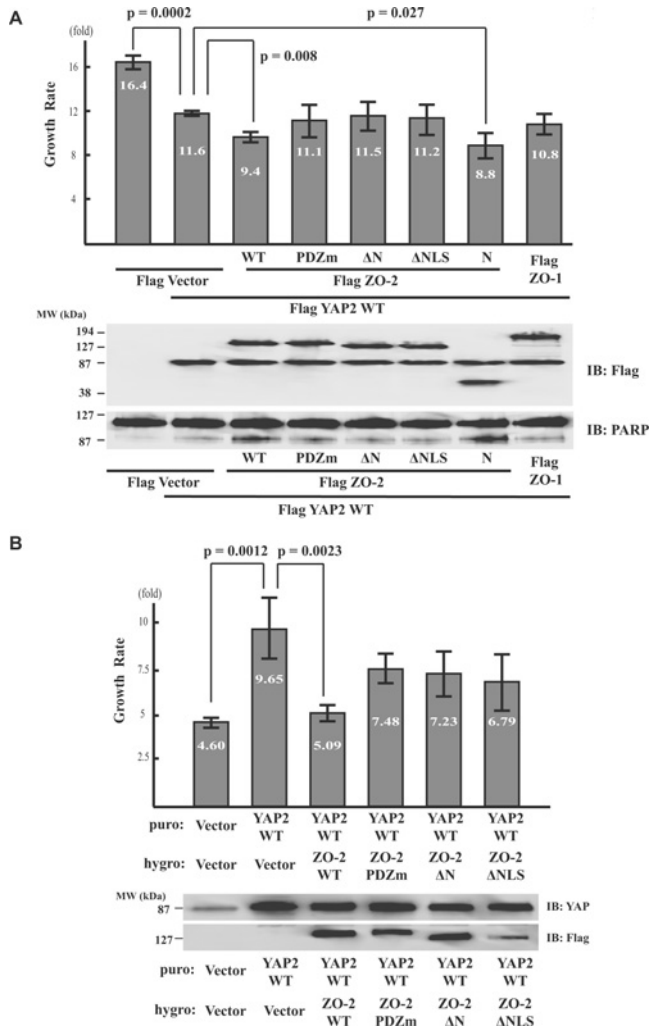 A
p = 0.0002
p = 0.027
(fold)
p = 0.008
Growth Rate
16
12
8
4
16.4
11.6
9.4
11.1
11.5
11.2
8.8
10.8
WT PDZm ΔN ΔNLS N Flag ZO-1
Flag Vector Flag ZO-2
Flag YAP2 WT
MW (kDa)
194
127
87
38
IB: Flag
127
87
IB: PARP
WT PDZm ΔN ΔNLS N Flag ZO-1
Flag Vector Flag ZO-2
Flag YAP2 WT
B
p = 0.0012 p = 0.0023
(fold)
Growth Rate
10
7.5
5
2.5
4.60
9.65
5.09
7.48
7.23
6.79
puro: Vector YAP2 WT YAP2 WT YAP2 WT YAP2 WT YAP2 WT
hygro: Vector Vector ZO-2 WT ZO-2 PDZm ZO-2 ΔN ZO-2 ΔNLS
MW (kDa)
87
IB: YAP
127
IB: Flag
puro: Vector YAP2 WT YAP2 WT YAP2 WT YAP2 WT YAP2 WT
hygro: Vector Vector ZO-2 WT ZO-2 PDZm ZO-2 ΔN ZO-2 ΔNLS